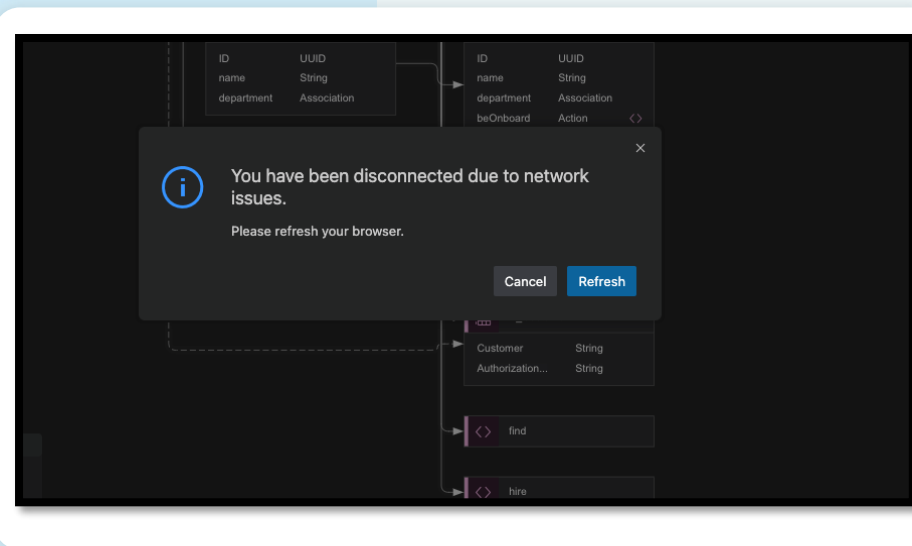 ID UUID
name String
department Association
ID UUID
name String
department Association
beOnboard Action
You have been disconnected due to network
issues.
Please refresh your browser.
Cancel Refresh
Customer String
Authorization... String
find
hire